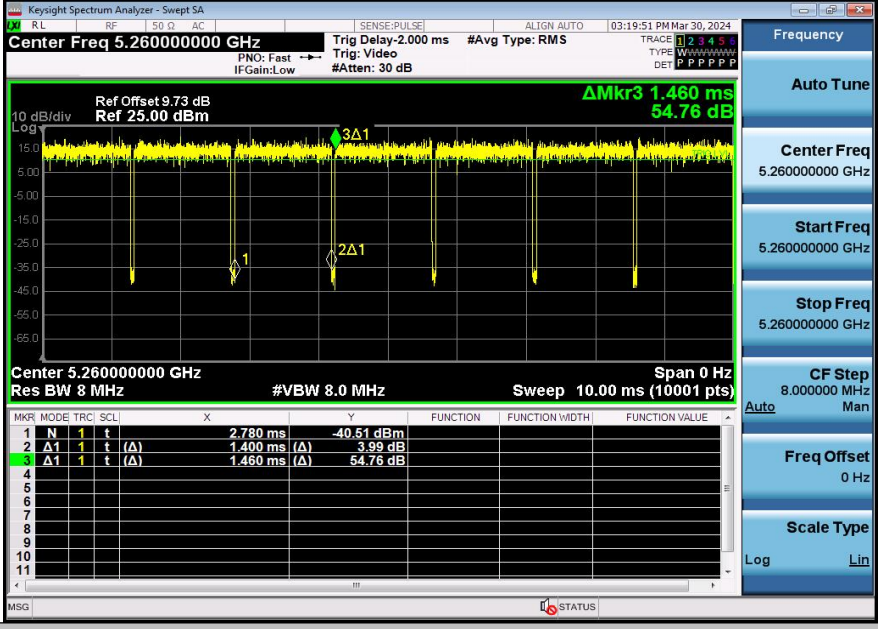 Keysight Spectrum Analyzer - Swept SA
LXI RL RF 50 Ω AC SENSE:PULSE ALIGN AUTO 03:19:51 PM Mar 30, 2024
Center Freq 5.260000000 GHz
PNO: Fast
IFGain:Low
Trig Delay-2.000 ms
Trig: Video
#Atten: 30 dB
#Avg Type: RMS
TRACE 1 2 3 4 5 6
TYPE WWWWWW
DET P P P P P P
Frequency
Auto Tune
Center Freq
5.260000000 GHz
Start Freq
5.260000000 GHz
Stop Freq
5.260000000 GHz
CF Step
8.000000 MHz
Auto Man
Freq Offset
0 Hz
Scale Type
Log Lin
ΔMkr3 1.460 ms
54.76 dB
Ref Offset 9.73 dB
10 dB/div Ref 25.00 dBm
Log
15.0
5.00
-5.00
-15.0
-25.0
-35.0
-45.0
-55.0
-65.0
3Δ1
1
2Δ1
Center 5.260000000 GHz Span 0 Hz
Res BW 8 MHz #VBW 8.0 MHz Sweep 10.00 ms (10001 pts)
MKR MODE TRC SCL X Y FUNCTION FUNCTION WIDTH FUNCTION VALUE
1 N 1 t 2.780 ms -40.51 dBm
2 Δ1 1 t (Δ) 1.400 ms (Δ) 3.99 dB
3 Δ1 1 t (Δ) 1.460 ms (Δ) 54.76 dB
4
5
6
7
8
9
10
11
MSG STATUS